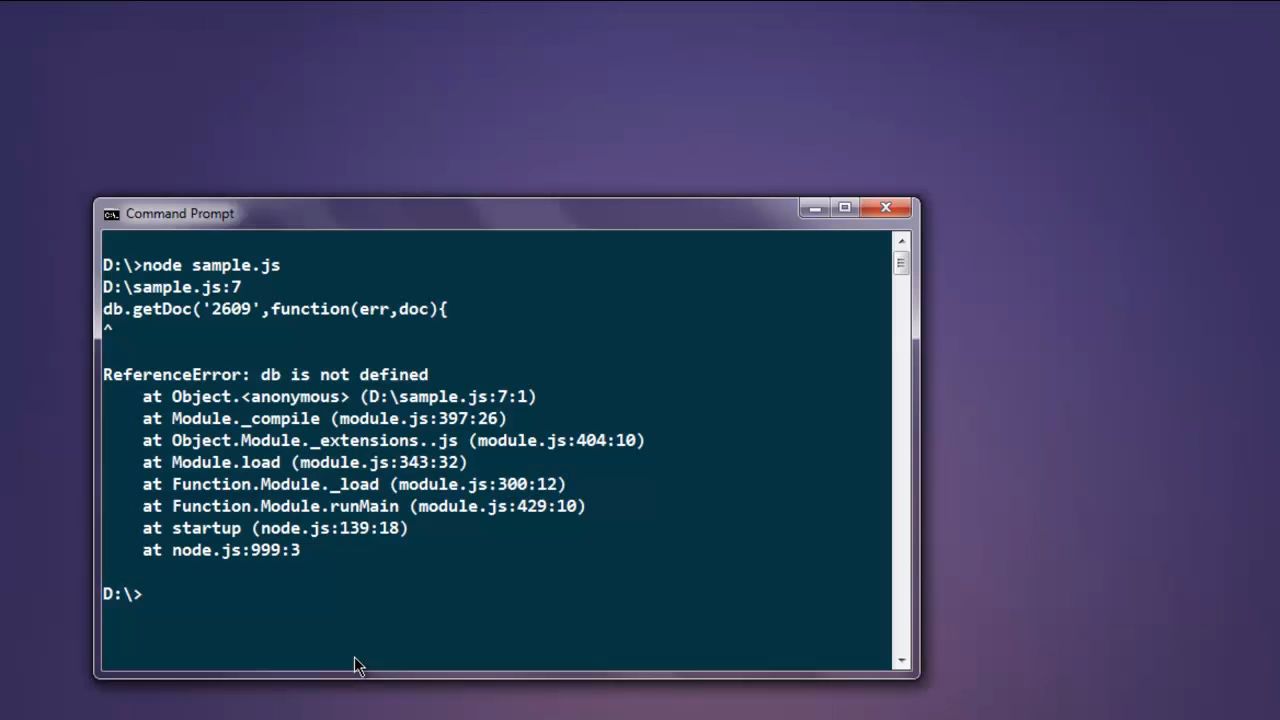 Command Prompt
D:\>node sample.js
D:\sample.js:7
db.getDoc('2609',function(err,doc){
^
ReferenceError: db is not defined
    at Object.<anonymous> (D:\sample.js:7:1)
    at Module._compile (module.js:397:26)
    at Object.Module._extensions..js (module.js:404:10)
    at Module.load (module.js:343:32)
    at Function.Module._load (module.js:300:12)
    at Function.Module.runMain (module.js:429:10)
    at startup (node.js:139:18)
    at node.js:999:3
D:\>